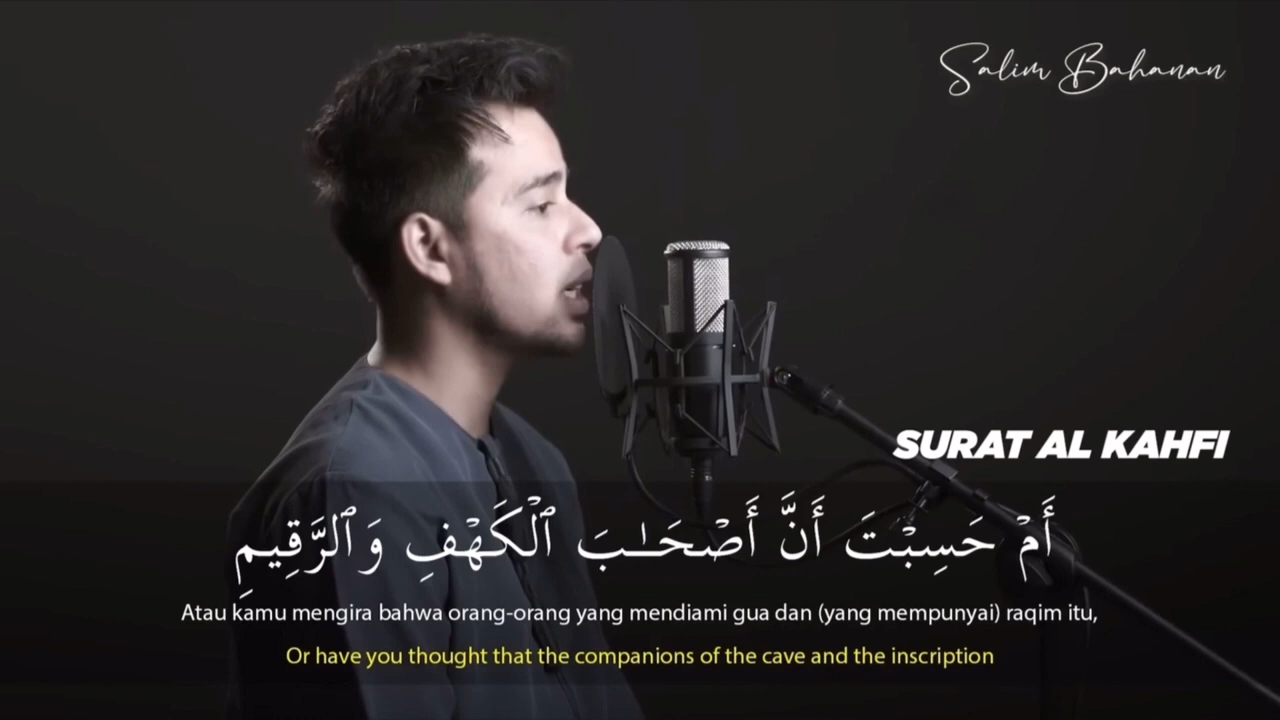 Salim Bahanan
SURAT AL KAHFI
أَمْ حَسِبْتَ أَنَّ أَصْحَـٰبَ ٱلْكَهْفِ وَٱلرَّقِيمِ
Atau kamu mengira bahwa orang-orang yang mendiami gua dan (yang mempunyai) raqim itu,
Or have you thought that the companions of the cave and the inscription